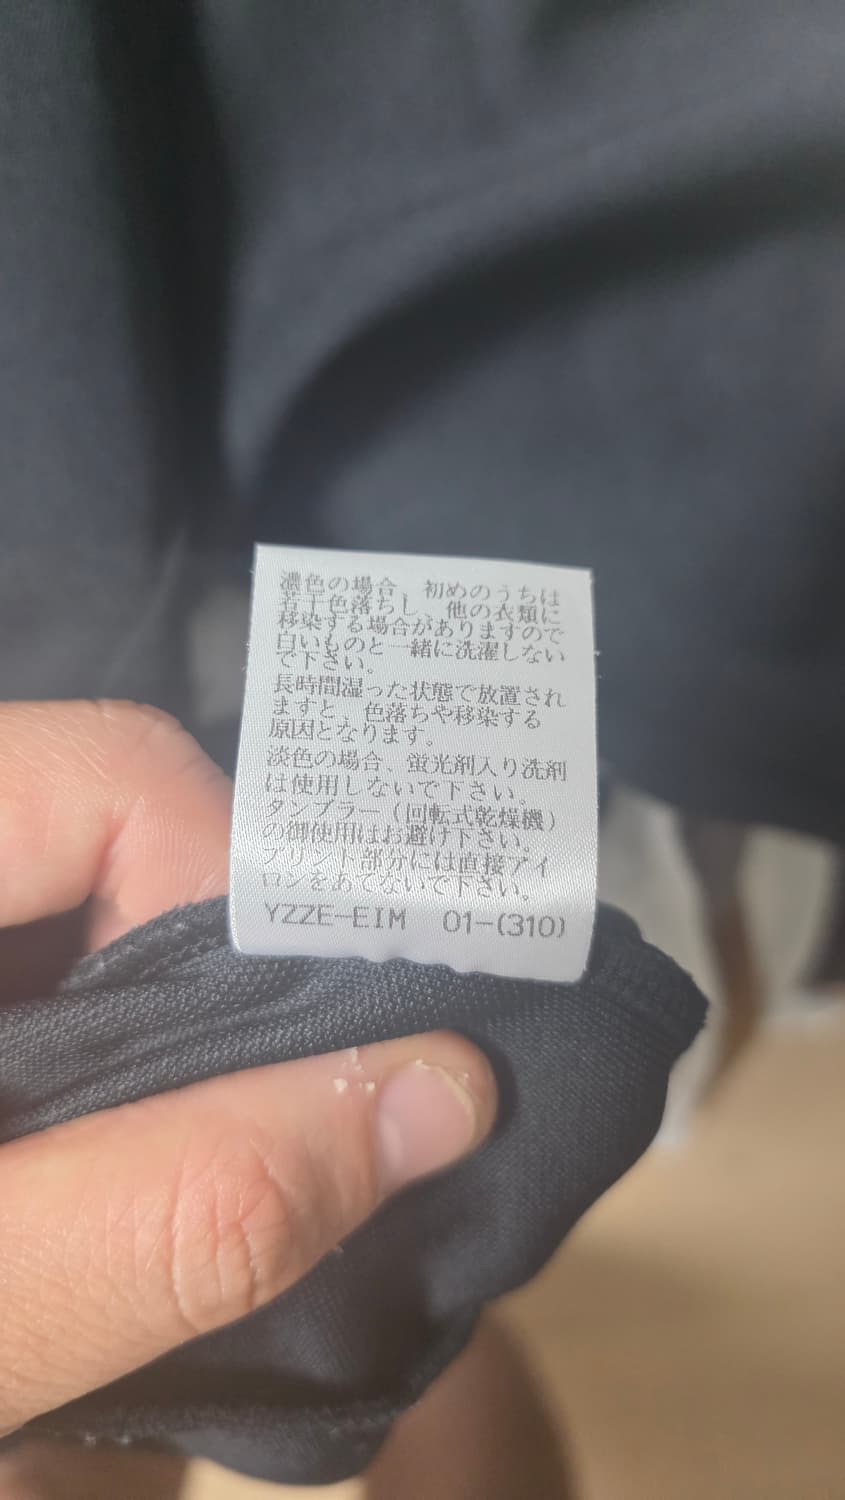 濃色の場合、初めのうちは
若干色落ちし、他の衣類に
移染する場合がありますので
白いものと一緒に洗濯しない
で下さい。
長時間湿った状態で放置され
ますと、色落ちや移染する
原因となります。
淡色の場合、蛍光剤入り洗剤
は使用しないで下さい。
タンブラー(回転式乾燥機)
の御使用はお避け下さい。
プリント部分には直接アイ
ロンをあてないで下さい。
YZZE-EIM 01-(310)